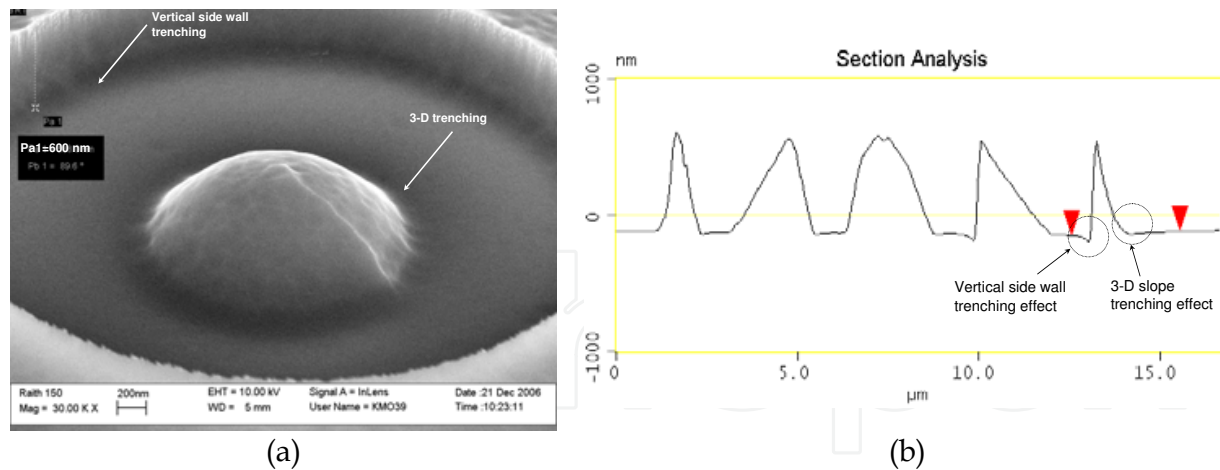 Vertical side wall
trenching
3-D trenching
Pa1=600 nm
Pb 1 = 89.6 °
Raith 150
Mag = 30.00 K X
200nm
EHT = 10.00 kV
WD = 5 mm
Signal A = InLens
User Name = KMO39
Date :21 Dec 2006
Time :10:23:11
(a)
Section Analysis
nm
1000
0
-1000
0
5.0
10.0
15.0
µm
Vertical side wall
trenching effect
3-D slope
trenching effect
(b)